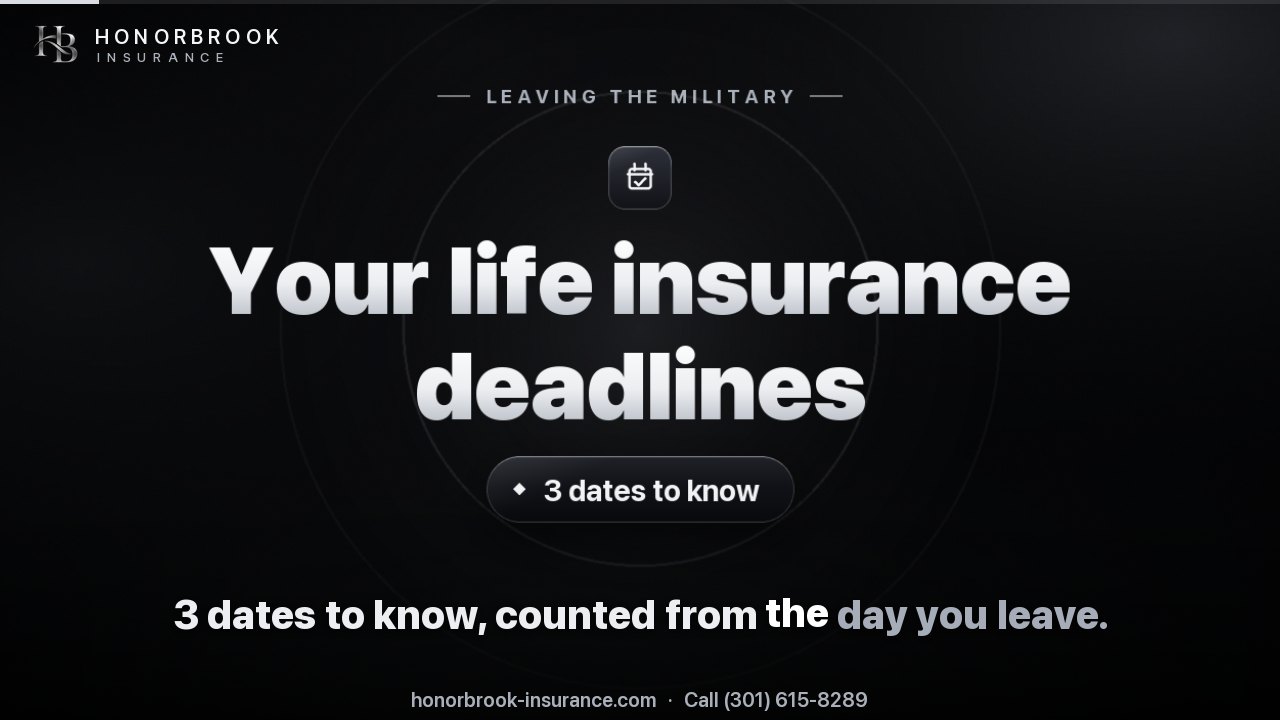 HONORBROOK
INSURANCE
LEAVING THE MILITARY
Your life insurance
deadlines
3 dates to know
3 dates to know, counted from the day you leave.
honorbrook-insurance.com · Call (301) 615-8289